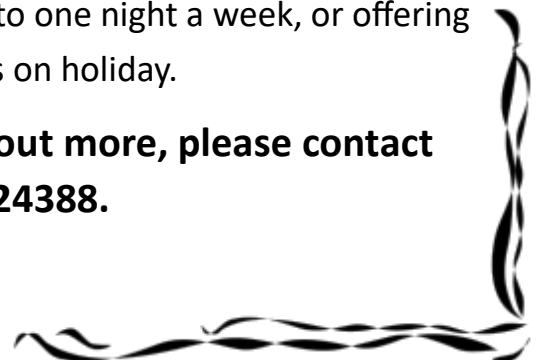 to one night a week, or offering
s on holiday.
out more, please contact
24388.